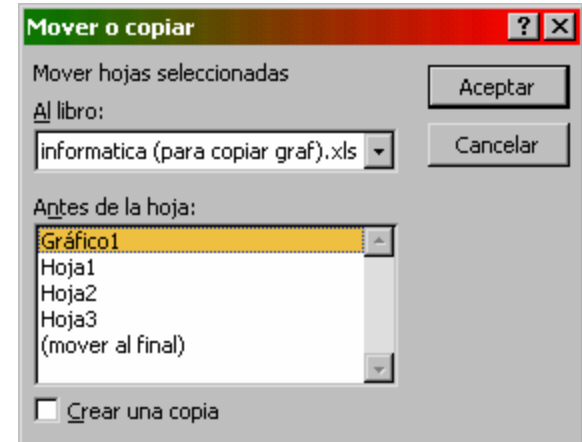 Mover o copiar
Mover hojas seleccionadas
Al libro:
informatica (para copiar graf).xls
Aceptar
Cancelar
Antes de la hoja:
Gráfico1
Hoja1
Hoja2
Hoja3
(mover al final)
Crear una copia